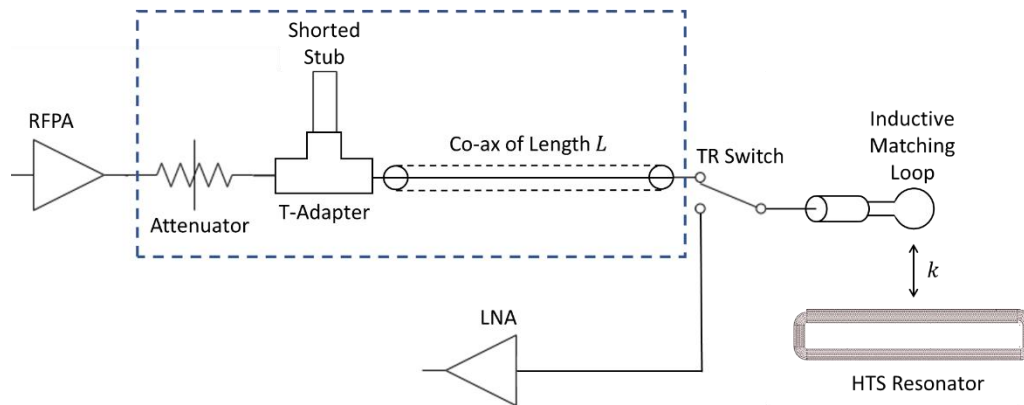 Shorted
Stub
RFPA
Co-ax of Length L
TR Switch
Inductive
Matching
Loop
Attenuator
T-Adapter
k
LNA
HTS Resonator